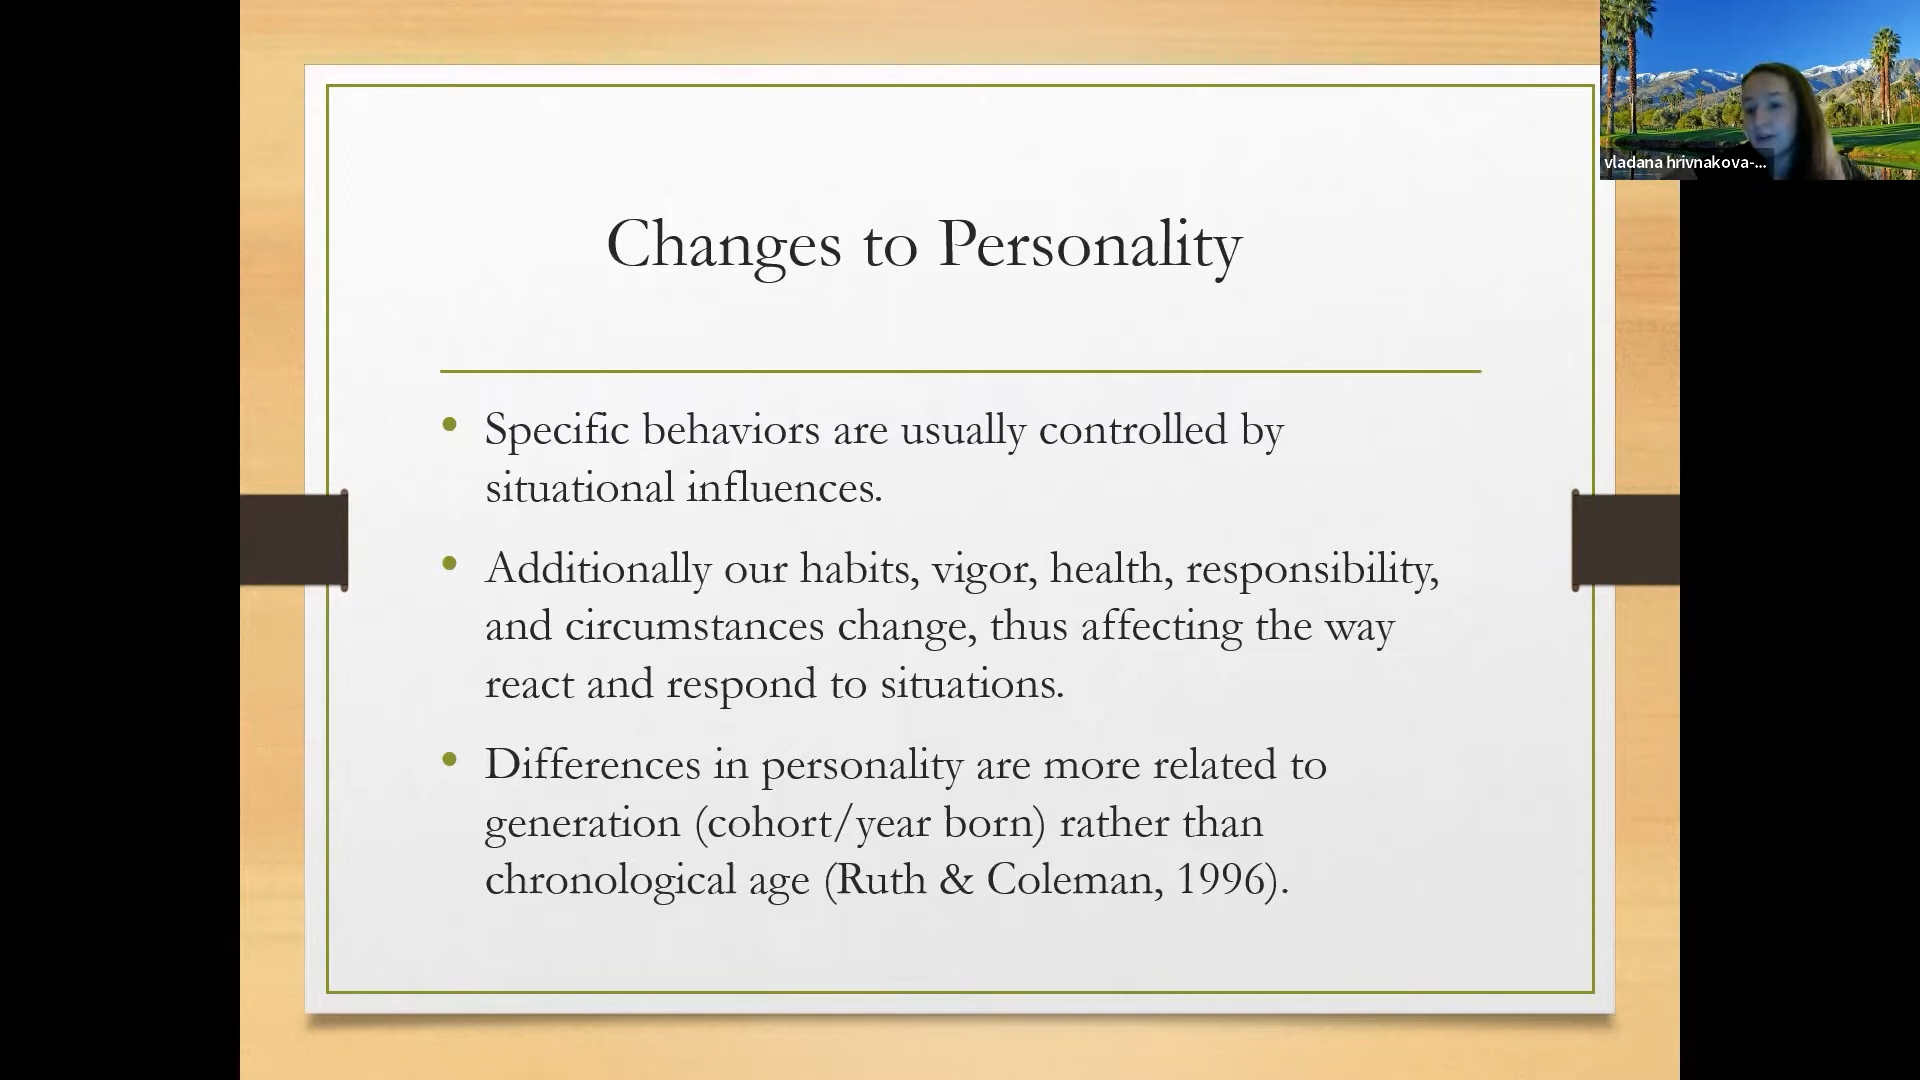 vladana hrivnakova-...
Changes to Personality
• Specific behaviors are usually controlled by
situational influences.
• Additionally our habits, vigor, health, responsibility,
and circumstances change, thus affecting the way
react and respond to situations.
• Differences in personality are more related to
generation (cohort/year born) rather than
chronological age (Ruth & Coleman, 1996).